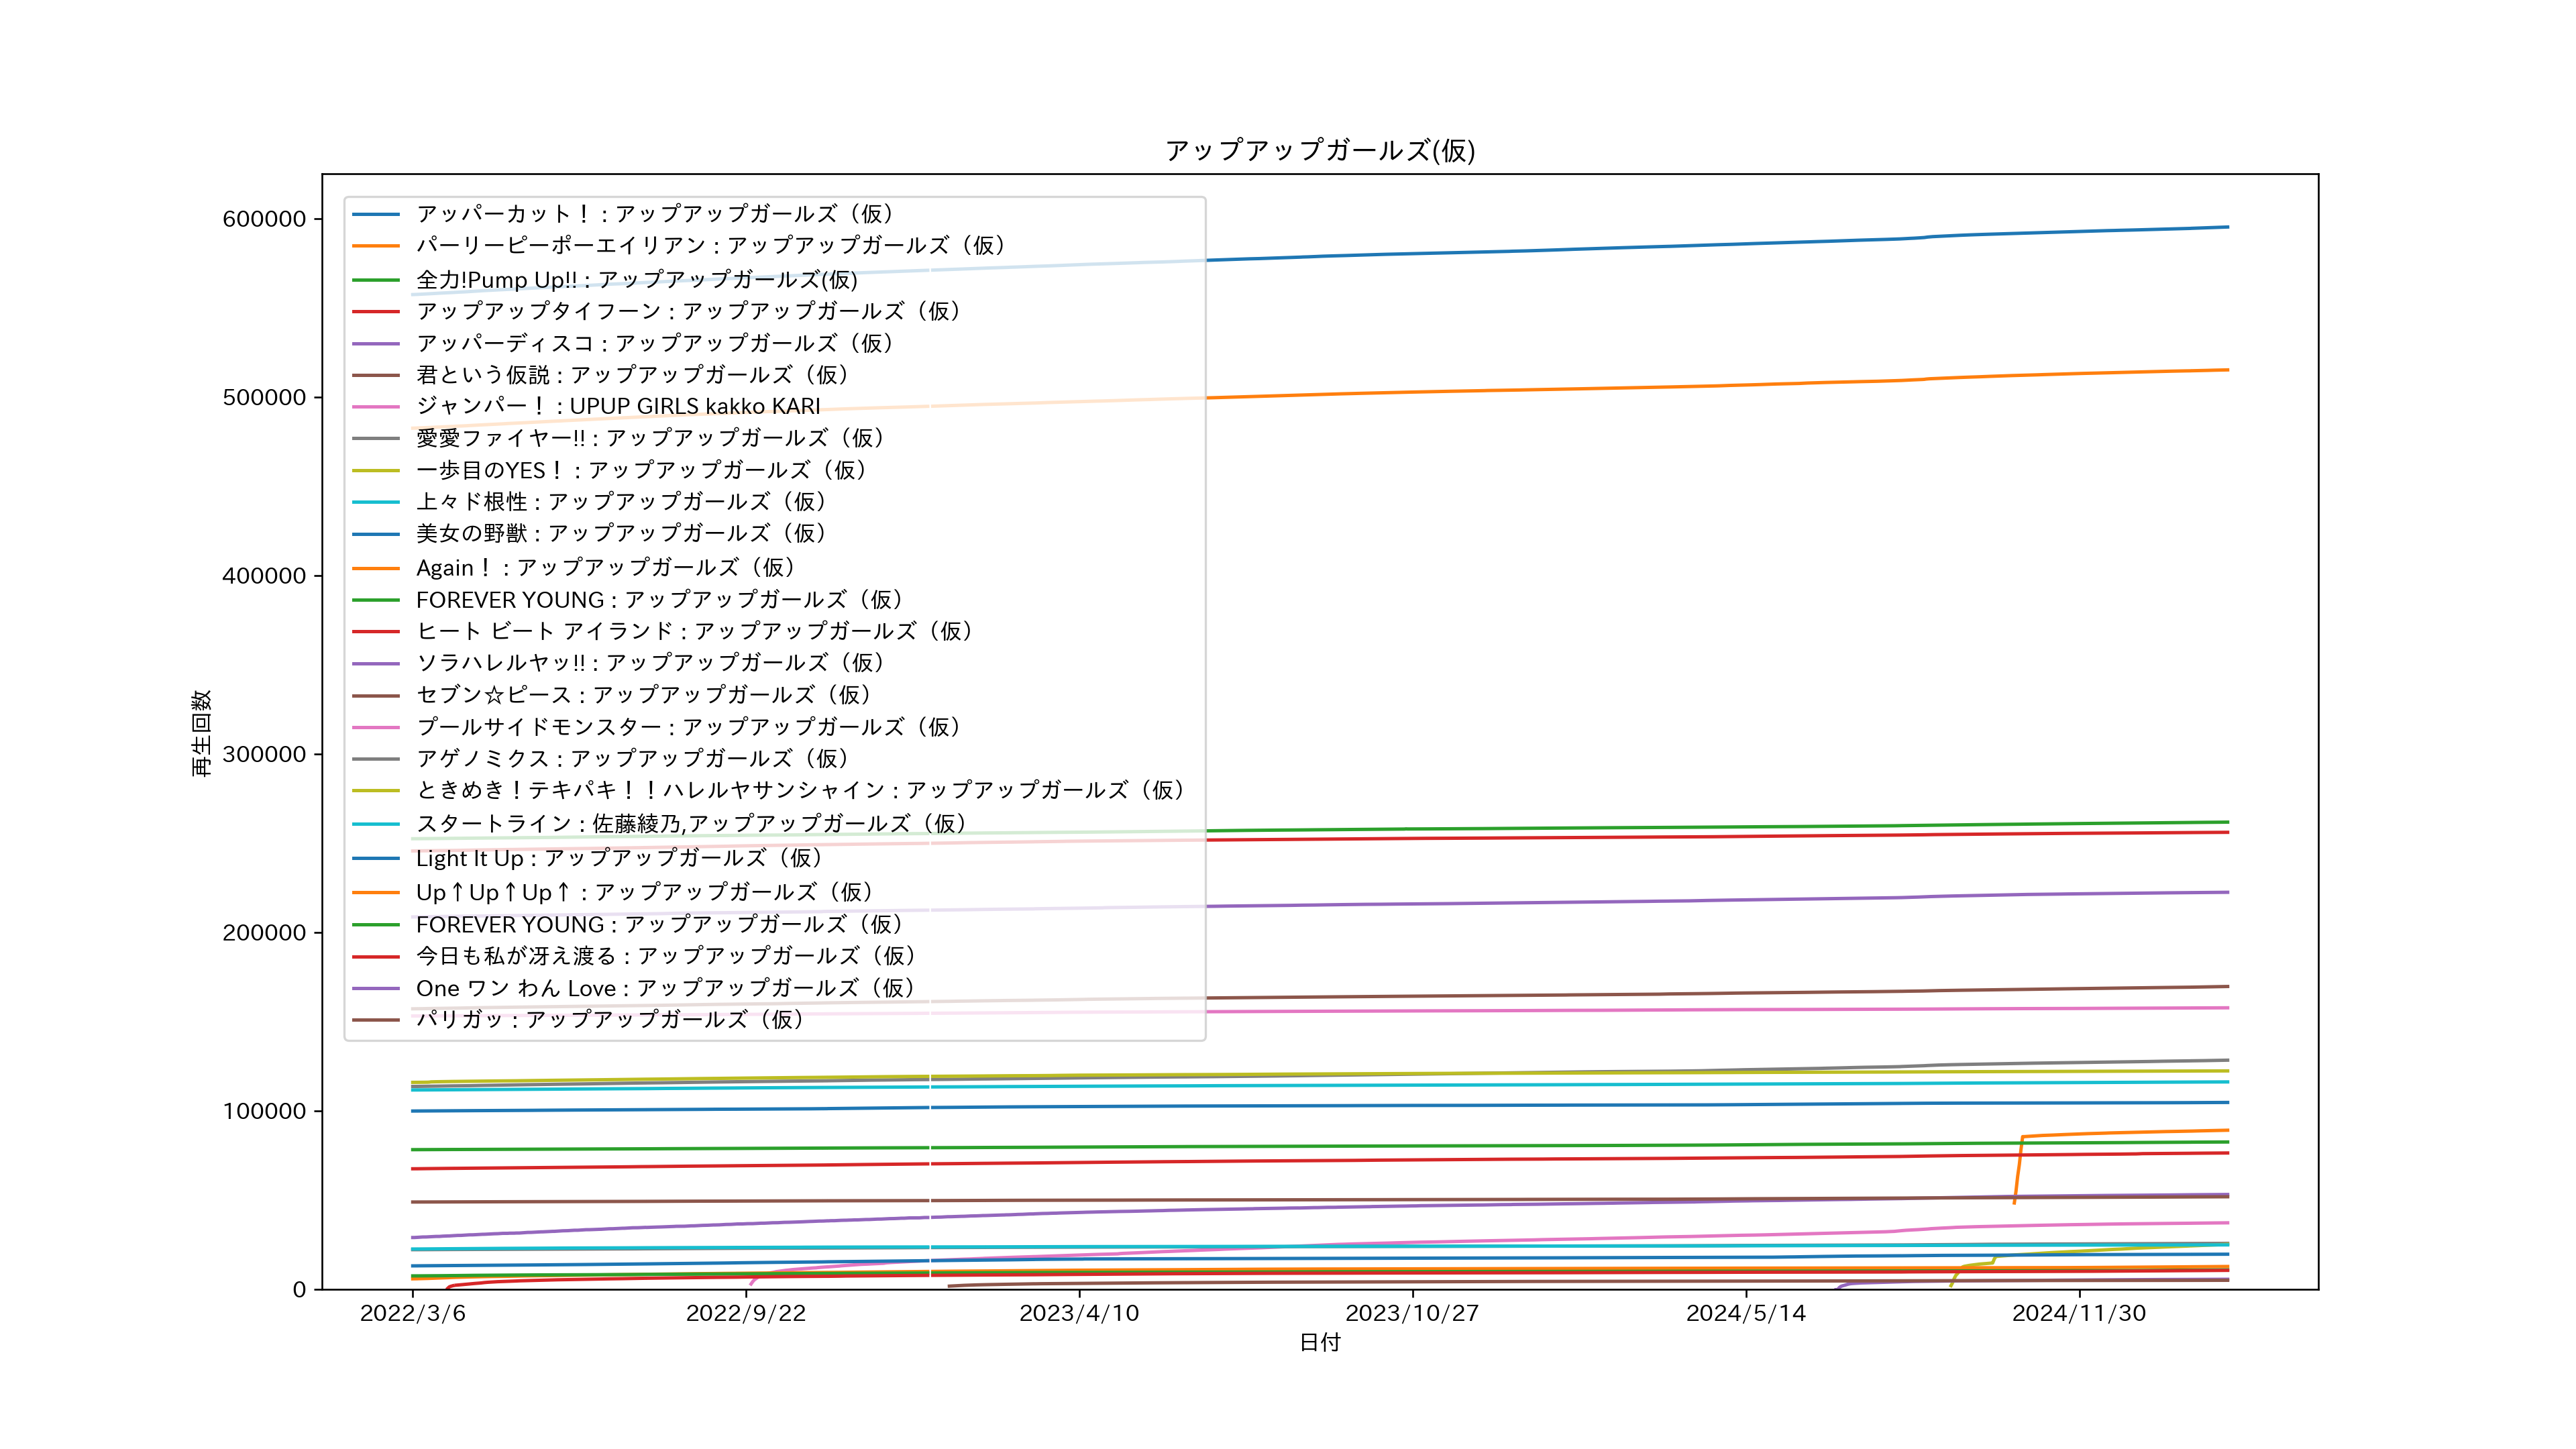 アップアップガールズ(仮)
600000
500000
400000
300000
200000
100000
0
再生回数
アッパーカット！ : アップアップガールズ（仮）
パーリーピーポーエイリアン : アップアップガールズ（仮）
全力!Pump Up!! : アップアップガールズ(仮)
アップアップタイフーン : アップアップガールズ（仮）
アッパーディスコ : アップアップガールズ（仮）
君という仮説 : アップアップガールズ（仮）
ジャンパー！ : UPUP GIRLS kakko KARI
愛愛ファイヤー!! : アップアップガールズ（仮）
一歩目のYES！ : アップアップガールズ（仮）
上々ド根性 : アップアップガールズ（仮）
美女の野獣 : アップアップガールズ（仮）
Again！ : アップアップガールズ（仮）
FOREVER YOUNG : アップアップガールズ（仮）
ヒート ビート アイランド : アップアップガールズ（仮）
ソラハレルヤッ!! : アップアップガールズ（仮）
セブン☆ピース : アップアップガールズ（仮）
プールサイドモンスター : アップアップガールズ（仮）
アゲノミクス : アップアップガールズ（仮）
ときめき！テキパキ！！ハレルヤサンシャイン : アップアップガールズ（仮）
スタートライン : 佐藤綾乃,アップアップガールズ（仮）
Light It Up : アップアップガールズ（仮）
Up↑Up↑Up↑ : アップアップガールズ（仮）
FOREVER YOUNG : アップアップガールズ（仮）
今日も私が冴え渡る : アップアップガールズ（仮）
One ワン わん Love : アップアップガールズ（仮）
パリガッ : アップアップガールズ（仮）
2022/3/6
2022/9/22
2023/4/10
2023/10/27
2024/5/14
2024/11/30
日付